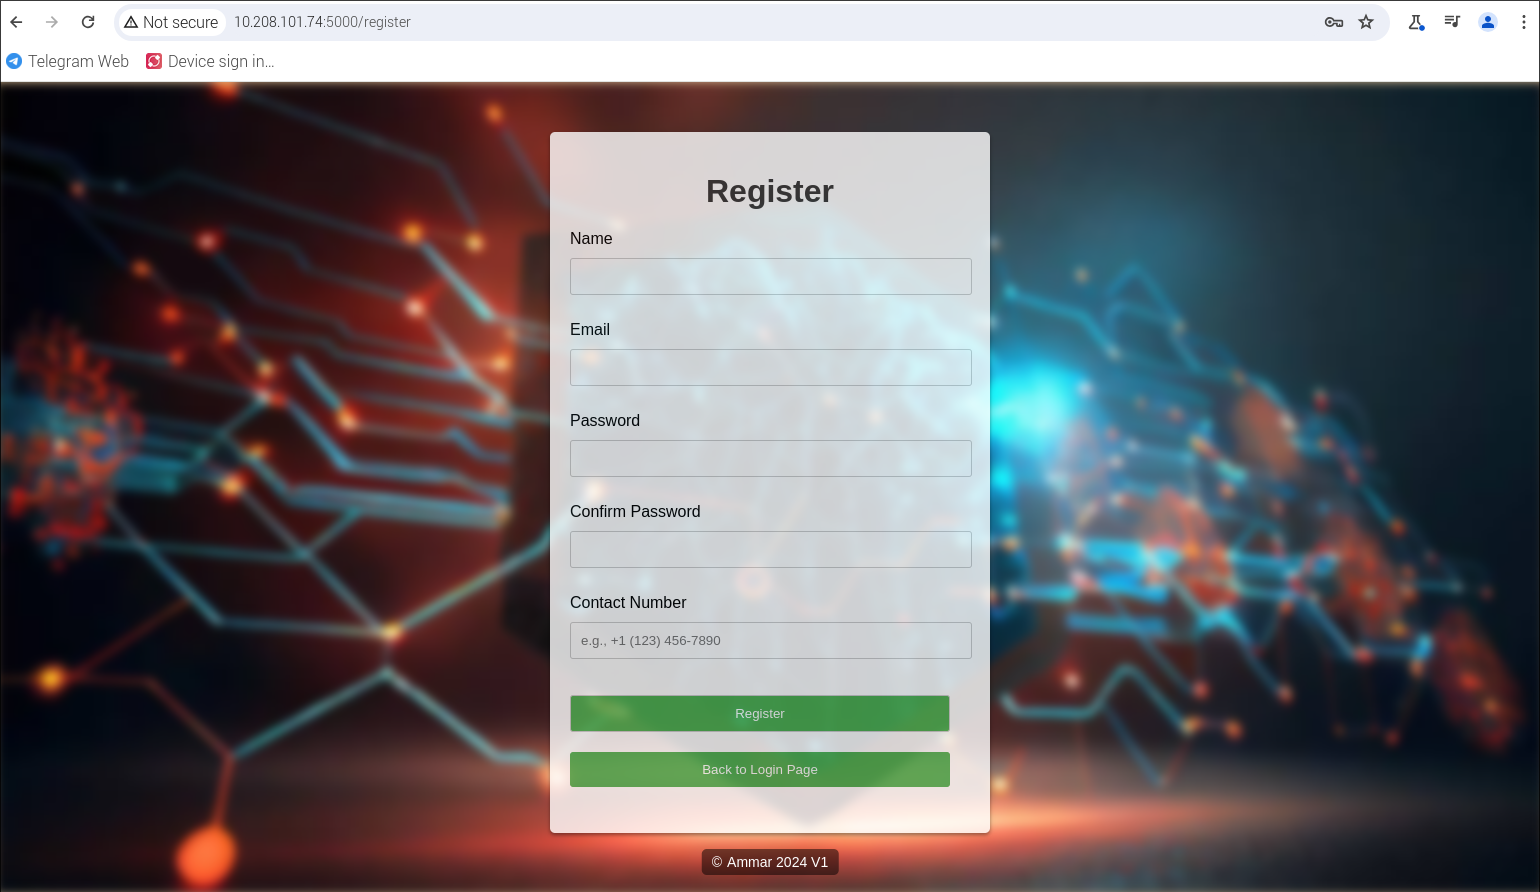 Not secure 10.208.101.74:5000/register
Telegram Web Device sign in...
Register
Name
Email
Password
Confirm Password
Contact Number
e.g., +1 (123) 456-7890
Register
Back to Login Page
© Ammar 2024 V1